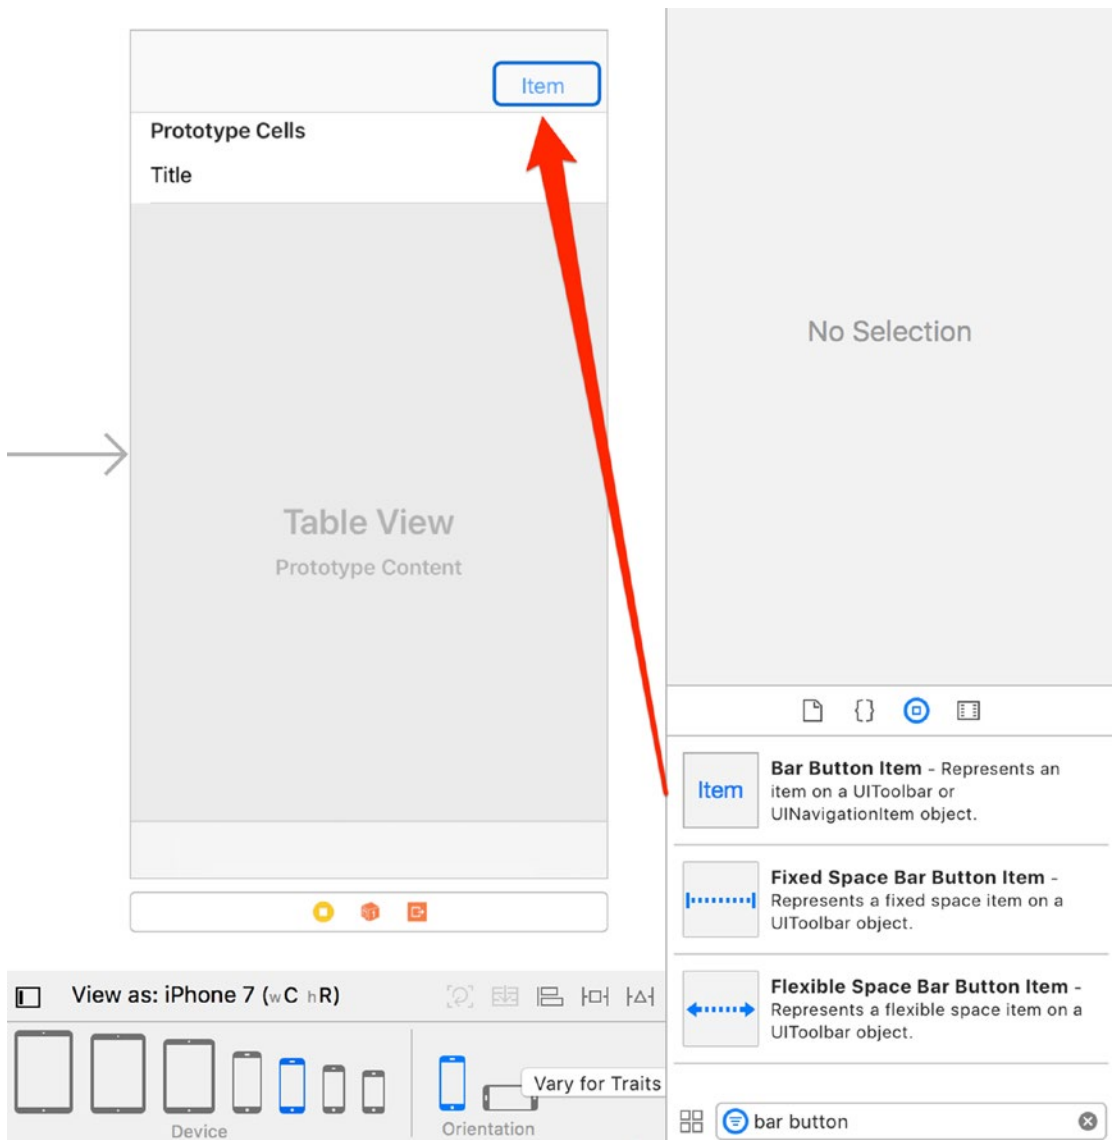 Item
Prototype Cells
Title
Table View
Prototype Content
No Selection
Item
Bar Button Item - Represents an
item on a UIToolbar or
UINavigationItem object.
Fixed Space Bar Button Item -
Represents a fixed space item on a
UIToolbar object.
Flexible Space Bar Button Item -
Represents a flexible space item on a
UIToolbar object.
View as: iPhone 7 (wC hR)
Vary for Traits
Device
Orientation
bar button